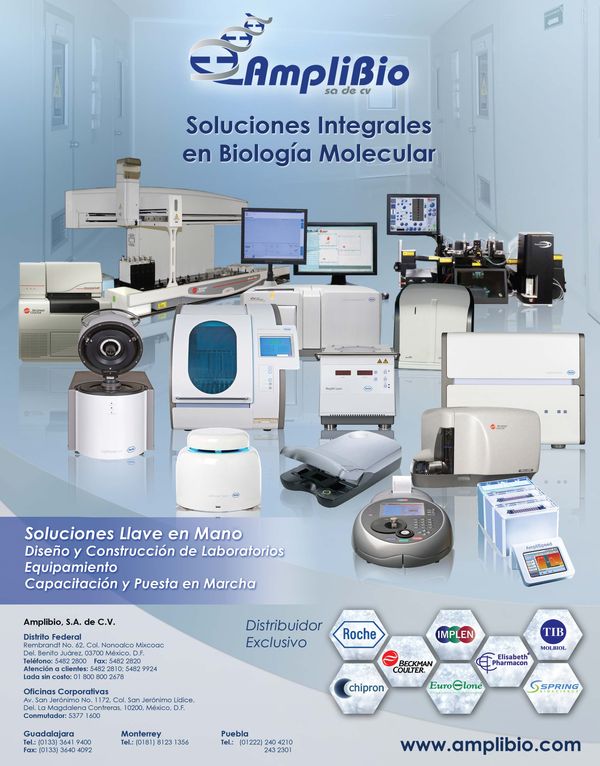 AmpliBio
sa de cv
Soluciones Integrales
en Biología Molecular
Soluciones Llave en Mano
Diseño y Construcción de Laboratorios
Equipamiento
Capacitación y Puesta en Marcha
Amplibio, S.A. de C.V.
Distrito Federal
Rembrandt No. 62, Col. Nonoalco Mixcoac
Del. Benito Juárez, 03700 México, D.F.
Teléfono: 5482 2800 Fax: 5482 2820
Atención a clientes: 5482 2810; 5482 9924
Lada sin costo: 01 800 800 2678
Oficinas Corporativas
Av. San Jerónimo No. 1172, Col. San Jerónimo Lídice,
Del. La Magdalena Contreras, 10200, México, D.F.
Conmutador: 5377 1600
Guadalajara
Tel.: (0133) 3641 9400
Fax: (0133) 3640 4092
Monterrey
Tel.: (0181) 8123 1356
Puebla
Tel.: (01222) 240 4210
243 2301
Distribuidor
Exclusivo
Roche
IMPLEN
TIB
MOLBIOL
BECKMAN
COULTER
Elisabeth
Pharmacon
chipron
EuroClone
SPRING
www.amplibio.com